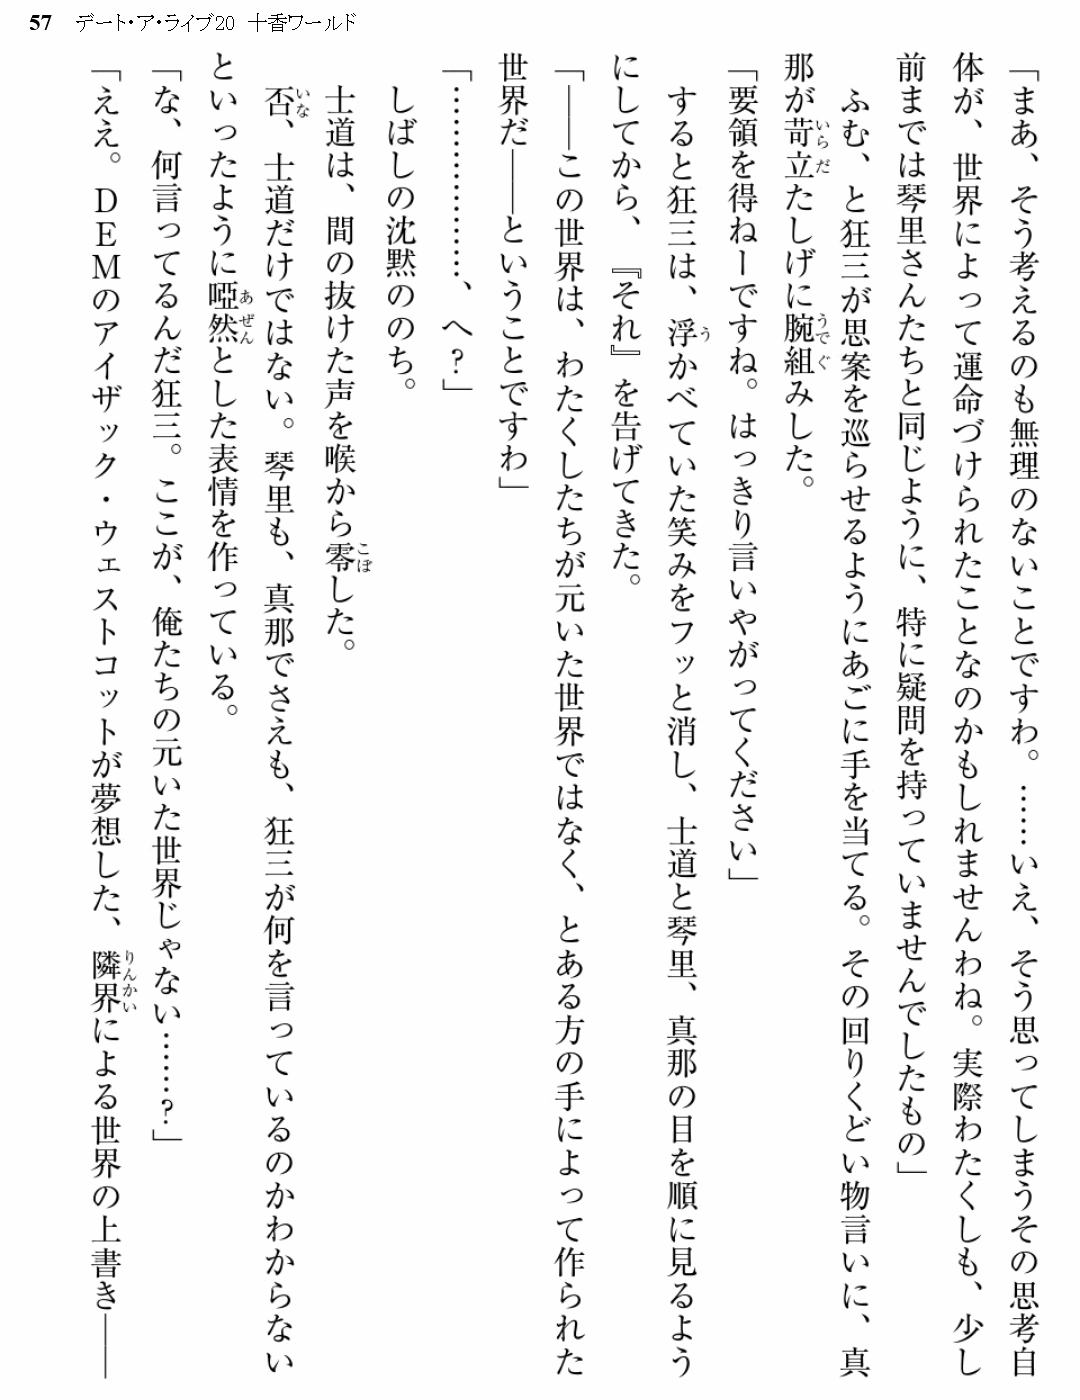 57 デート・ア・ライブ20 十香ワールド
「まあ、そう考えるのも無理のないことですわ。……いえ、そう思ってしまうその思考自
体が、世界によって運命づけられたことなのかもしれませんわね。実際わたくしも、少し
前までは琴里さんたちと同じように、特に疑問を持っていませんでしたもの」
ふむ、と狂三が思案を巡らせるようにあごに手を当てる。その回りくどい物言いに、真
那が苛立たしげに腕組みした。
「要領を得ねーですね。はっきり言いやがってください」
すると狂三は、浮かべていた笑みをフッと消し、士道と琴里、真那の目を順に見るよう
にしてから、『それ』を告げてきた。
「――この世界は、わたくしたちが元いた世界ではなく、とある方の手によって作られた
世界だ――ということですわ」
「………………、へ？」
しばしの沈黙ののち。
士道は、間の抜けた声を喉から零した。
否、士道だけではない。琴里も、真那でさえも、狂三が何を言っているのかわからない
といったように啞然とした表情を作っている。
「な、何言ってるんだ狂三。ここが、俺たちの元いた世界じゃない……？」
「ええ。ＤＥＭのアイザック・ウェストコットが夢想した、隣界による世界の上書き――